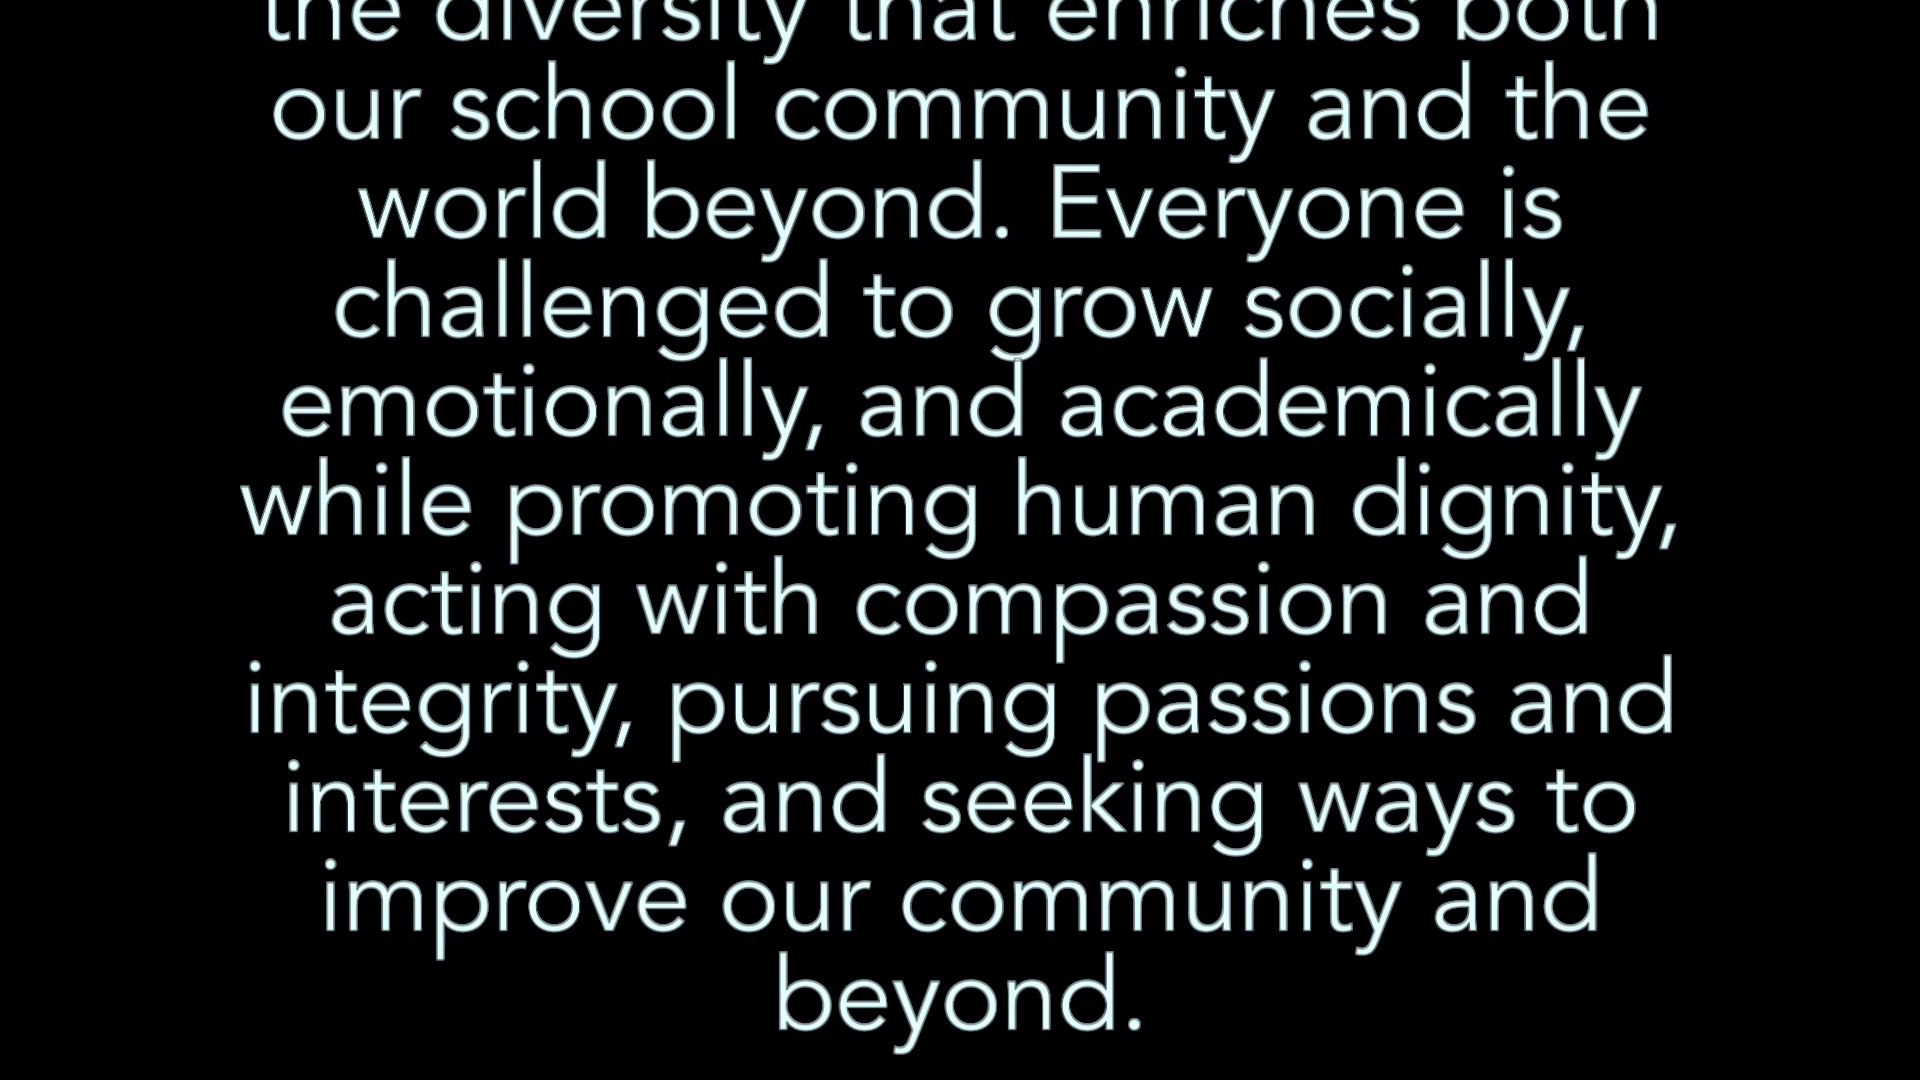 the diversity that enriches both
our school community and the
world beyond. Everyone is
challenged to grow socially,
emotionally, and academically
while promoting human dignity,
acting with compassion and
integrity, pursuing passions and
interests, and seeking ways to
improve our community and
beyond.